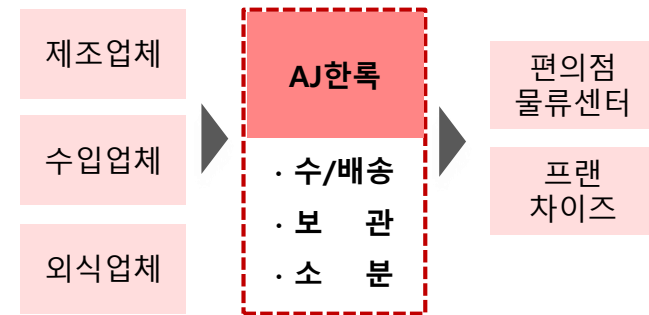 제조업체
수입업체
외식업체
AJ한록
· 수/배송
· 보 관
· 소 분
편의점
물류센터
프랜
차이즈